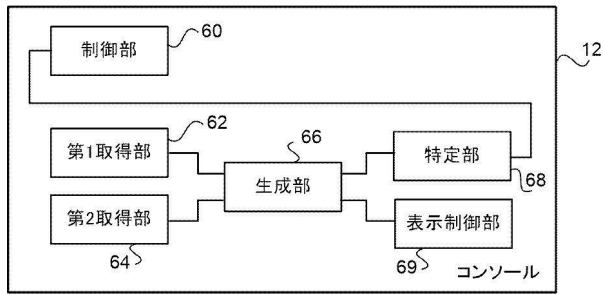 制御部
60
12
第1取得部
62
66
生成部
特定部
68
第2取得部
64
表示制御部
69
コンソール